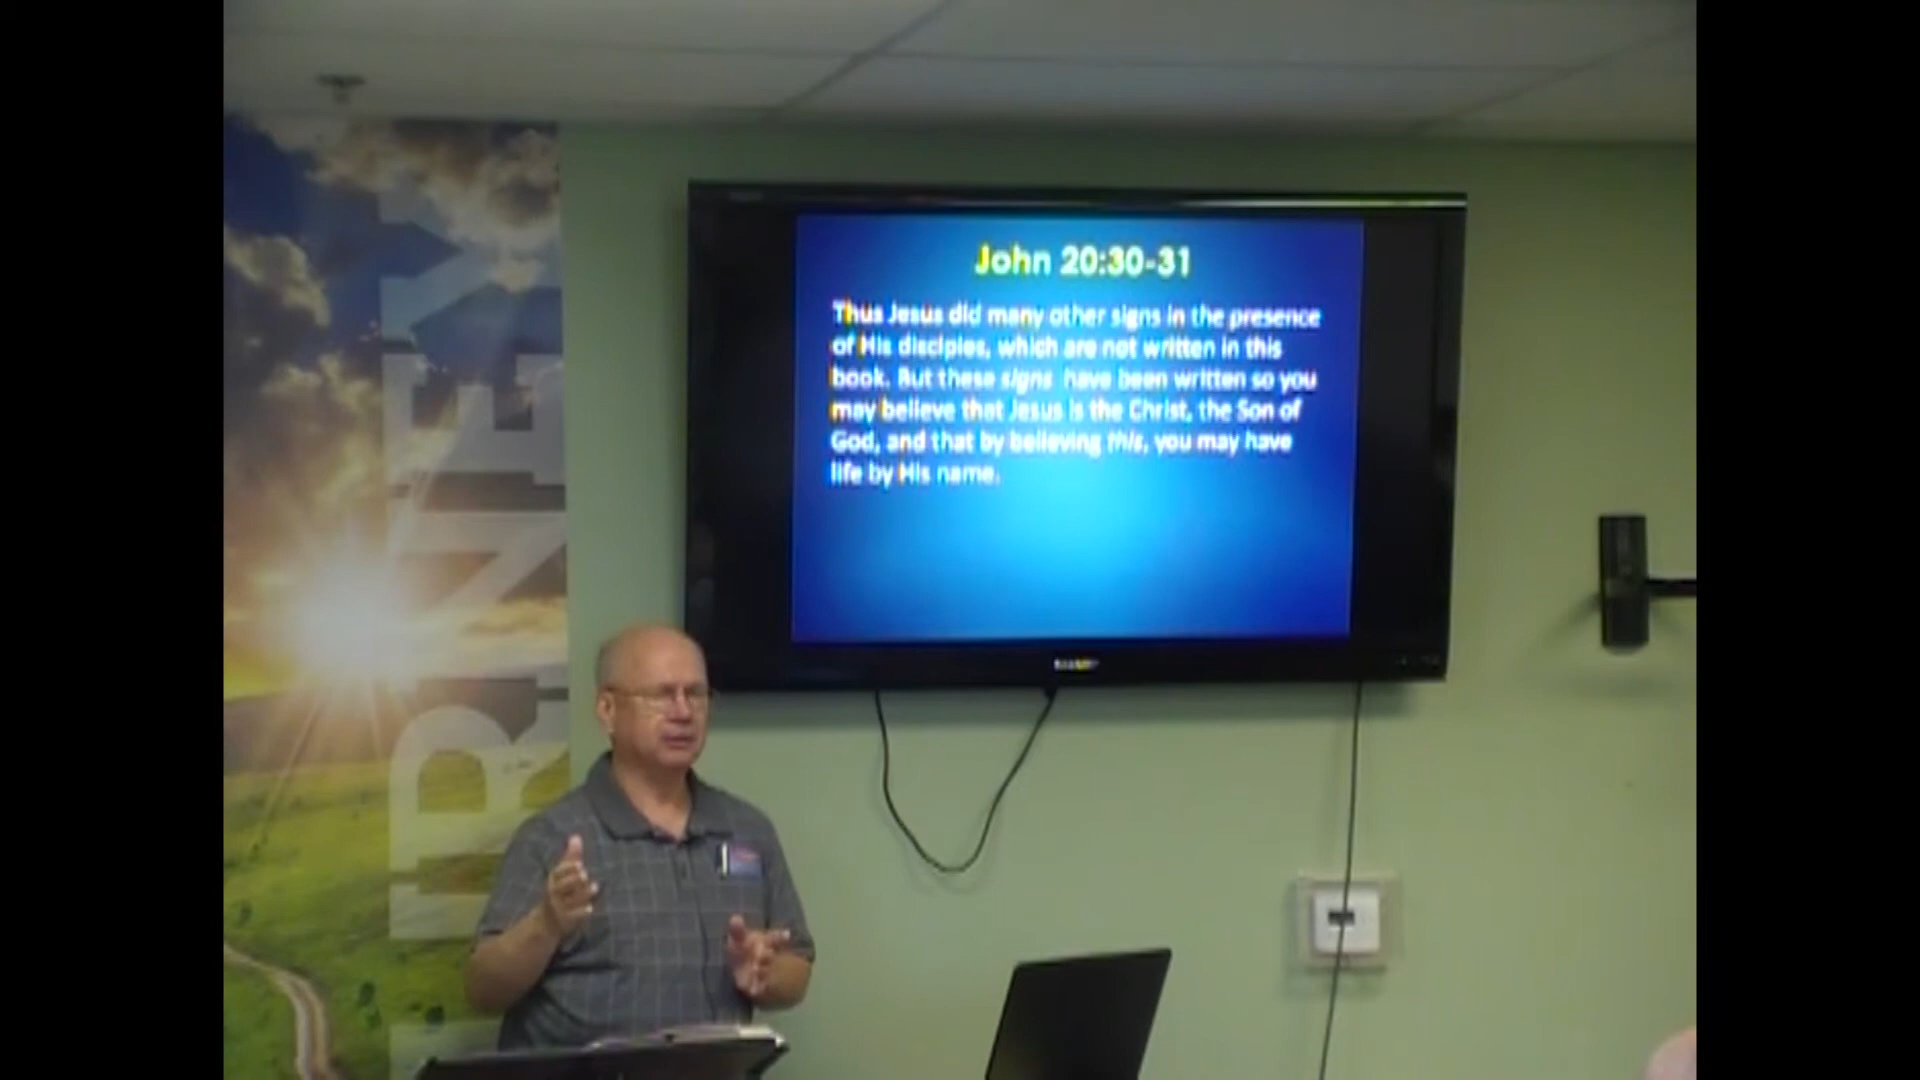 John 20:30-31
Thus Jesus did many other signs in the presence
of His disciples, which are not written in this
book. But these signs have been written so you
may believe that Jesus is the Christ, the Son of
God, and that by believing this, you may have
life by His name.
RNEY